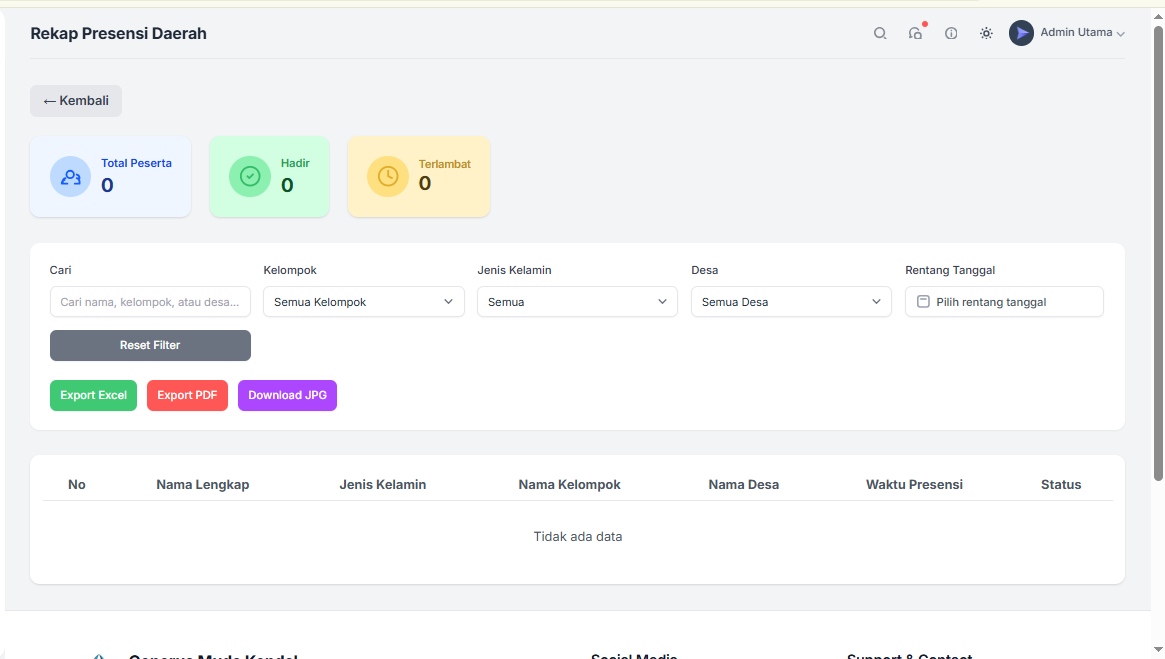 Rekap Presensi Daerah
Admin Utama
← Kembali
Total Peserta
0
Hadir
0
Terlambat
0
Cari
Kelompok
Jenis Kelamin
Desa
Rentang Tanggal
Cari nama, kelompok, atau desa...
Semua Kelompok
Semua
Semua Desa
Pilih rentang tanggal
Reset Filter
Export Excel
Export PDF
Download JPG
No
Nama Lengkap
Jenis Kelamin
Nama Kelompok
Nama Desa
Waktu Presensi
Status
Tidak ada data
Social Media
Support & Contact